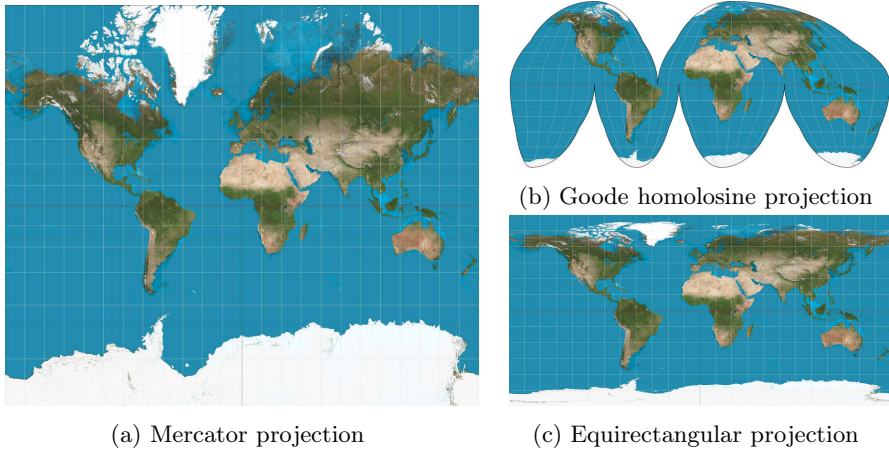 (a) Mercator projection
(b) Goode homolosine projection
(c) Equirectangular projection